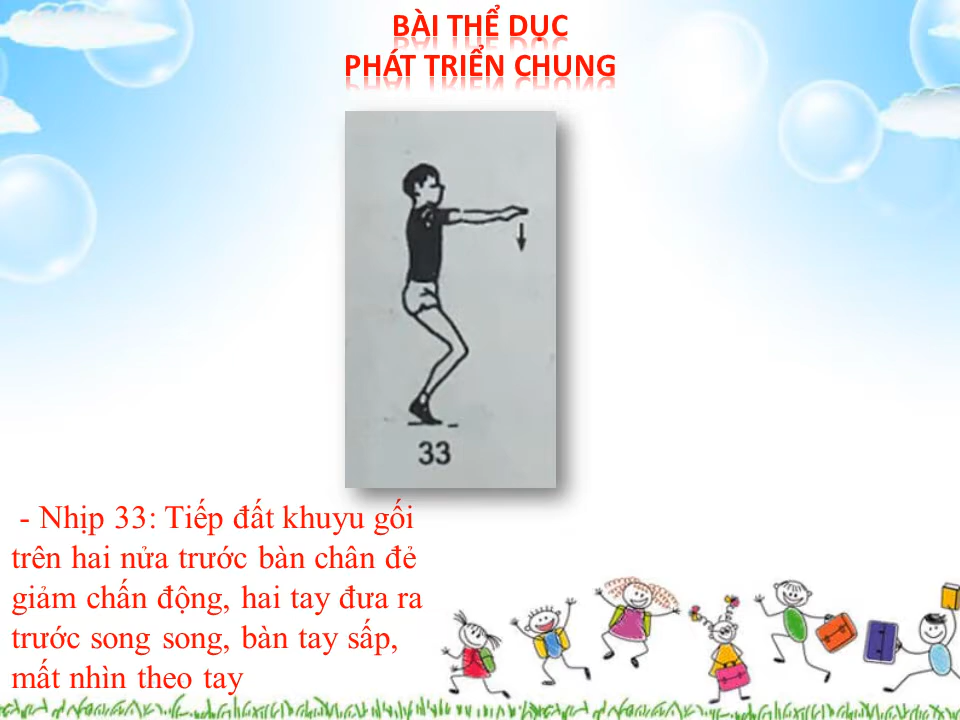 BÀI THỂ DỤC
PHÁT TRIỂN CHUNG
33
- Nhịp 33: Tiếp đất khuyu gối
trên hai nửa trước bàn chân đẻ
giảm chấn động, hai tay đưa ra
trước song song, bàn tay sấp,
mất nhìn theo tay